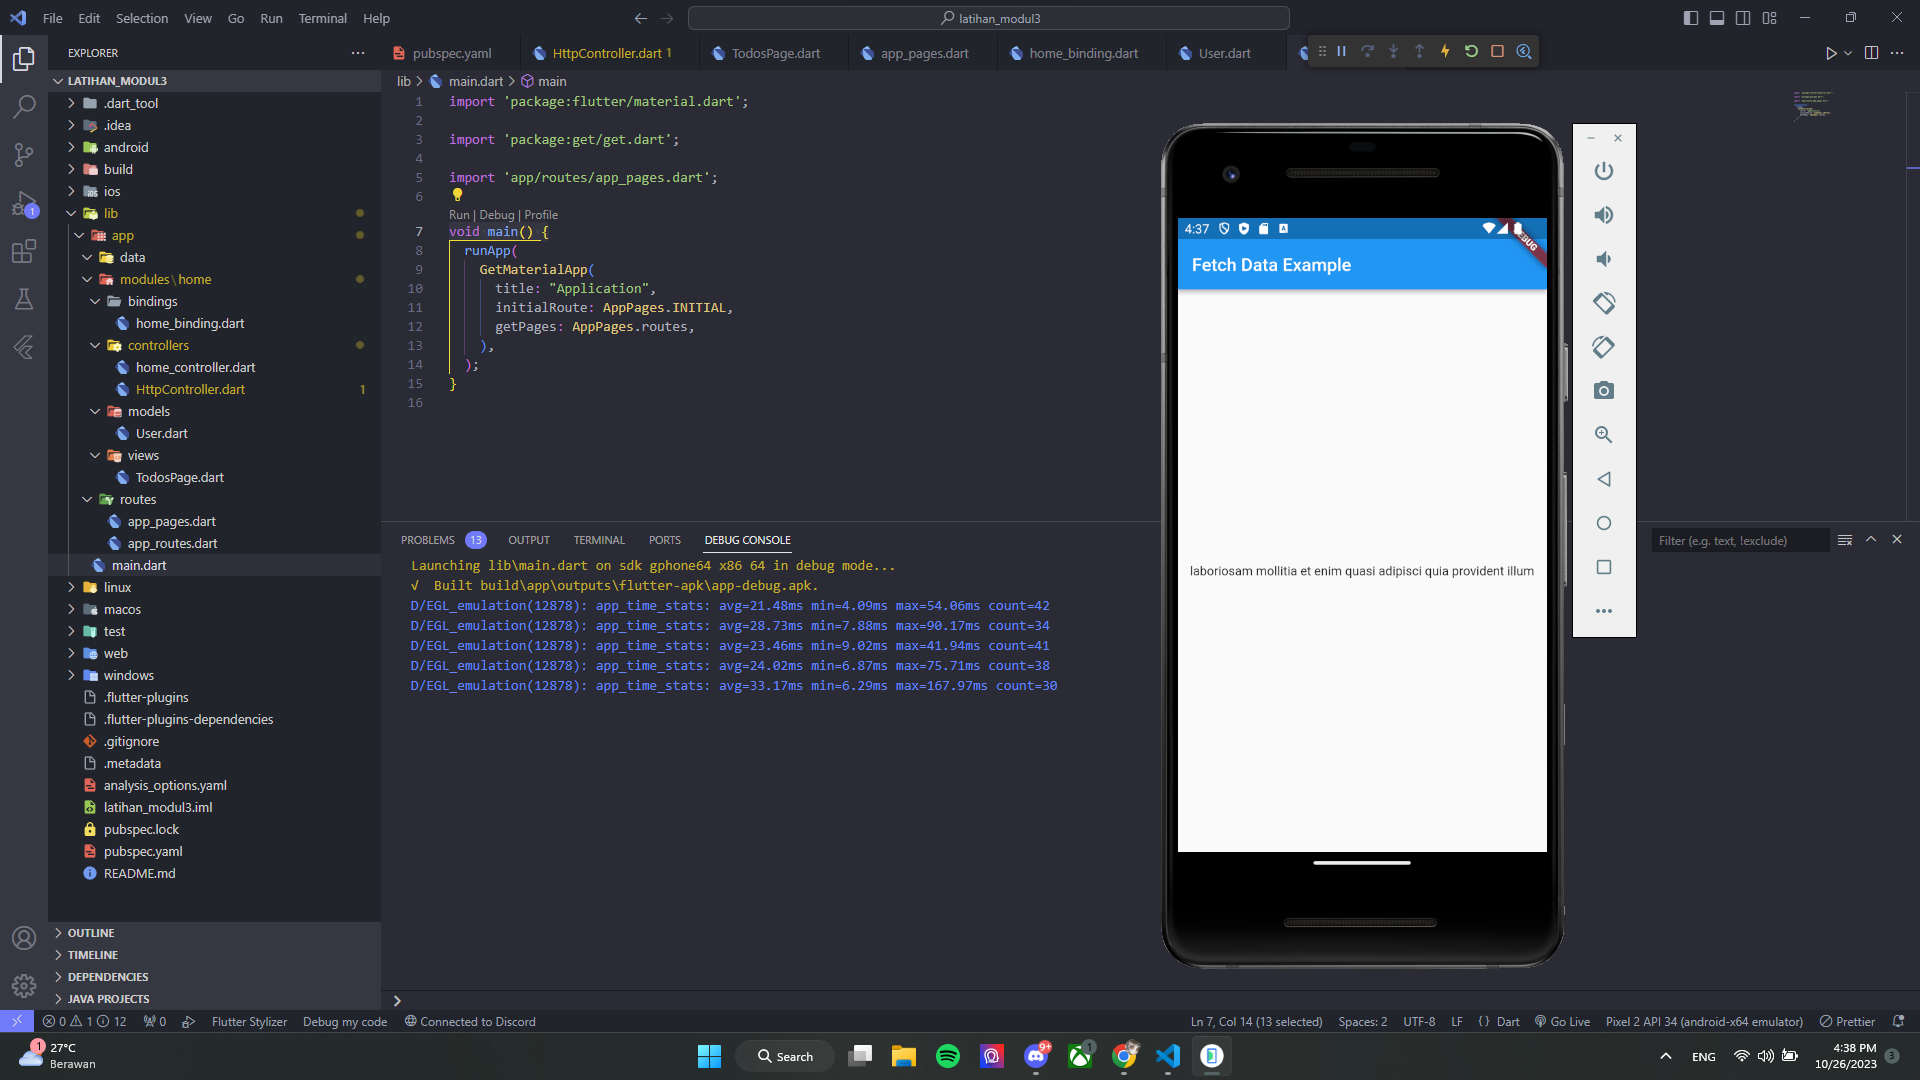 File Edit Selection View Go Run Terminal Help
latihan_modul3
EXPLORER
pubspec.yaml
HttpController.dart 1
TodosPage.dart
app_pages.dart
home_binding.dart
User.dart
LATIHAN_MODUL3
.dart_tool
.idea
android
build
ios
lib
app
data
modules\home
bindings
home_binding.dart
controllers
home_controller.dart
HttpController.dart 1
models
User.dart
views
TodosPage.dart
routes
app_pages.dart
app_routes.dart
main.dart
linux
macos
test
web
windows
.flutter-plugins
.flutter-plugins-dependencies
.gitignore
.metadata
analysis_options.yaml
latihan_modul3.iml
pubspec.lock
pubspec.yaml
README.md
OUTLINE
TIMELINE
DEPENDENCIES
JAVA PROJECTS
lib > main.dart > main
1 import 'package:flutter/material.dart';
2
3 import 'package:get/get.dart';
4
5 import 'app/routes/app_pages.dart';
6
Run | Debug | Profile
7 void main() {
8 runApp(
9 GetMaterialApp(
10 title: "Application",
11 initialRoute: AppPages.INITIAL,
12 getPages: AppPages.routes,
13 ),
14 );
15 }
16
PROBLEMS 13 OUTPUT TERMINAL PORTS DEBUG CONSOLE
Filter (e.g. text, !exclude)
Launching lib\main.dart on sdk gphone64 x86 64 in debug mode...
√ Built build\app\outputs\flutter-apk\app-debug.apk.
D/EGL_emulation(12878): app_time_stats: avg=21.48ms min=4.09ms max=54.06ms count=42
D/EGL_emulation(12878): app_time_stats: avg=28.73ms min=7.88ms max=90.17ms count=34
D/EGL_emulation(12878): app_time_stats: avg=23.46ms min=9.02ms max=41.94ms count=41
D/EGL_emulation(12878): app_time_stats: avg=24.02ms min=6.87ms max=75.71ms count=38
D/EGL_emulation(12878): app_time_stats: avg=33.17ms min=6.29ms max=167.97ms count=30
4:37
DEBUG
Fetch Data Example
laboriosam mollitia et enim quasi adipisci quia provident illum
1
0 1 12 0 Flutter Stylizer Debug my code Connected to Discord
Ln 7, Col 14 (13 selected) Spaces: 2 UTF-8 LF { } Dart Go Live Pixel 2 API 34 (android-x64 emulator) Prettier
1
27°C
Berawan
Search
9+
1
ENG
4:38 PM
10/26/2023
3